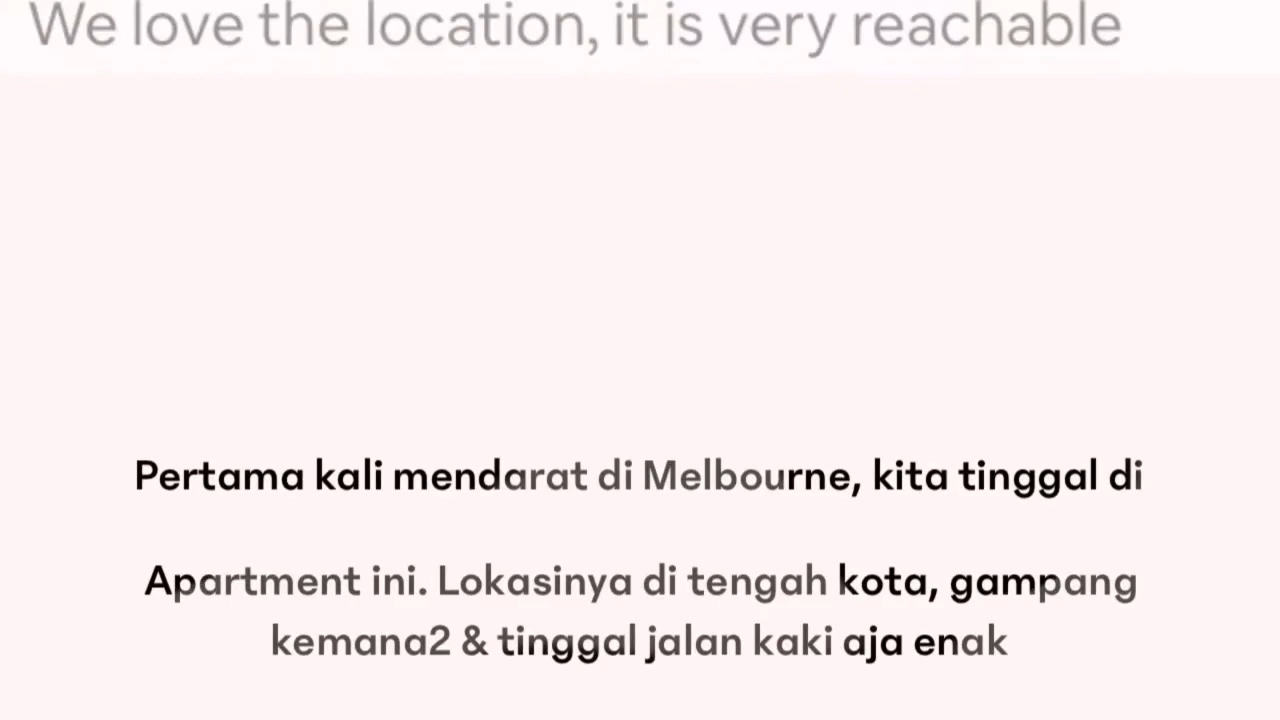 We love the location, it is very reachable
Pertama kali mendarat di Melbourne, kita tinggal di
Apartment ini. Lokasinya di tengah kota, gampang
kemana2 & tinggal jalan kaki aja enak